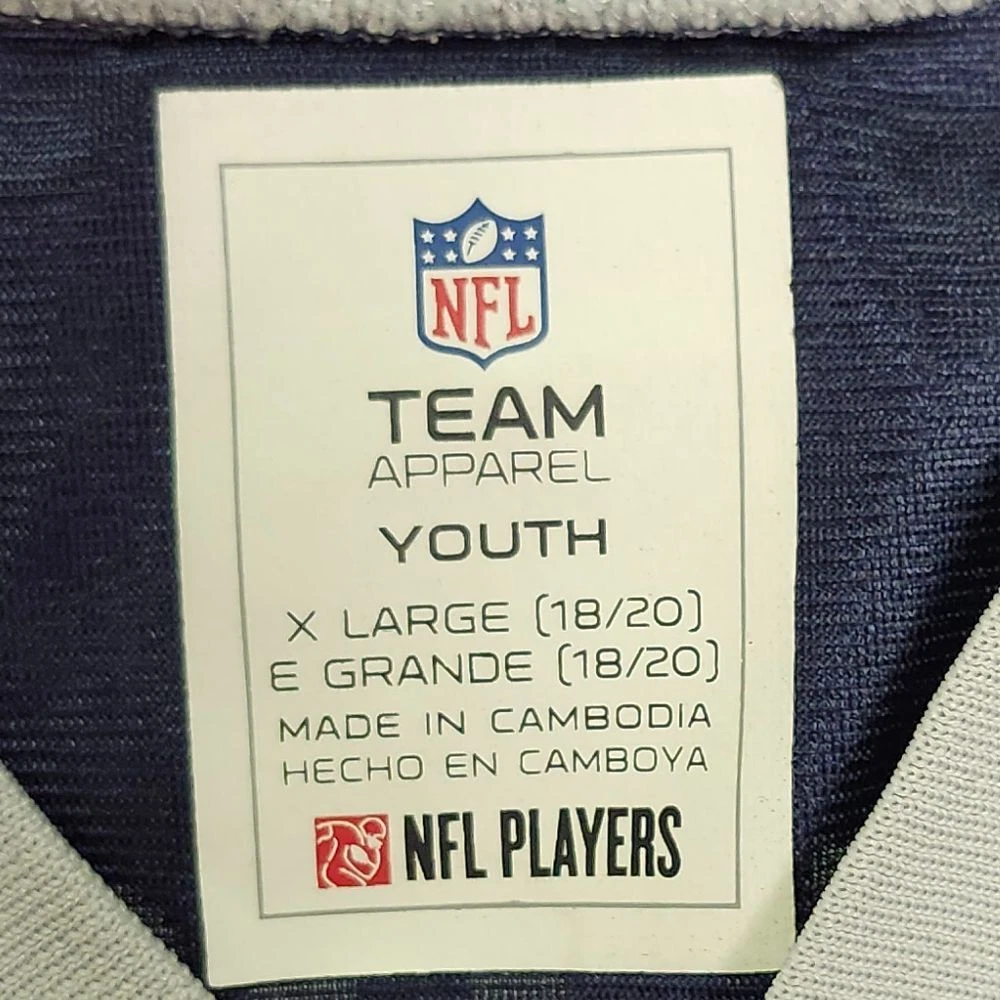 NFL
TEAM
APPAREL
YOUTH
X LARGE (18/20)
E GRANDE (18/20)
MADE IN CAMBODIA
HECHO EN CAMBOYA
NFL PLAYERS